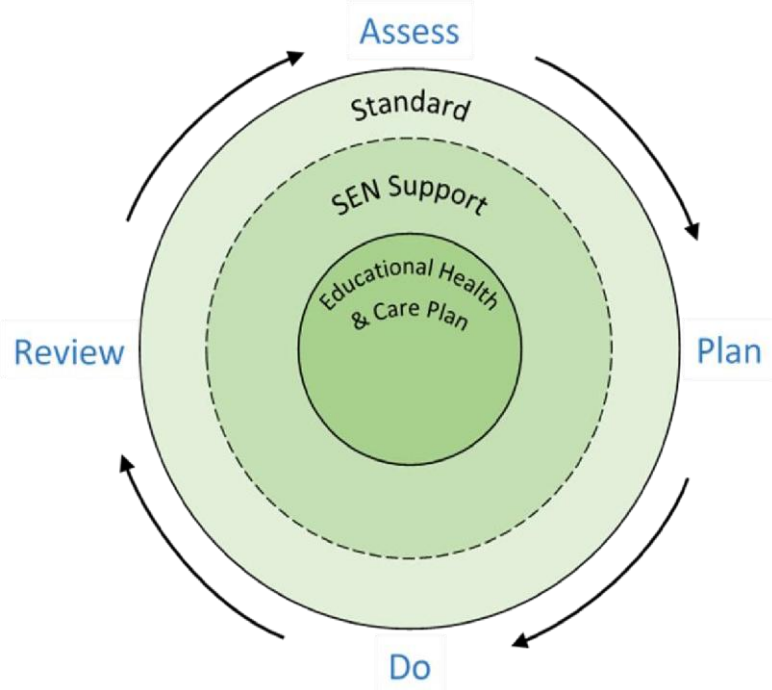 Assess
Standard
SEN Support
Educational Health
& Care Plan
Review
Plan
Do